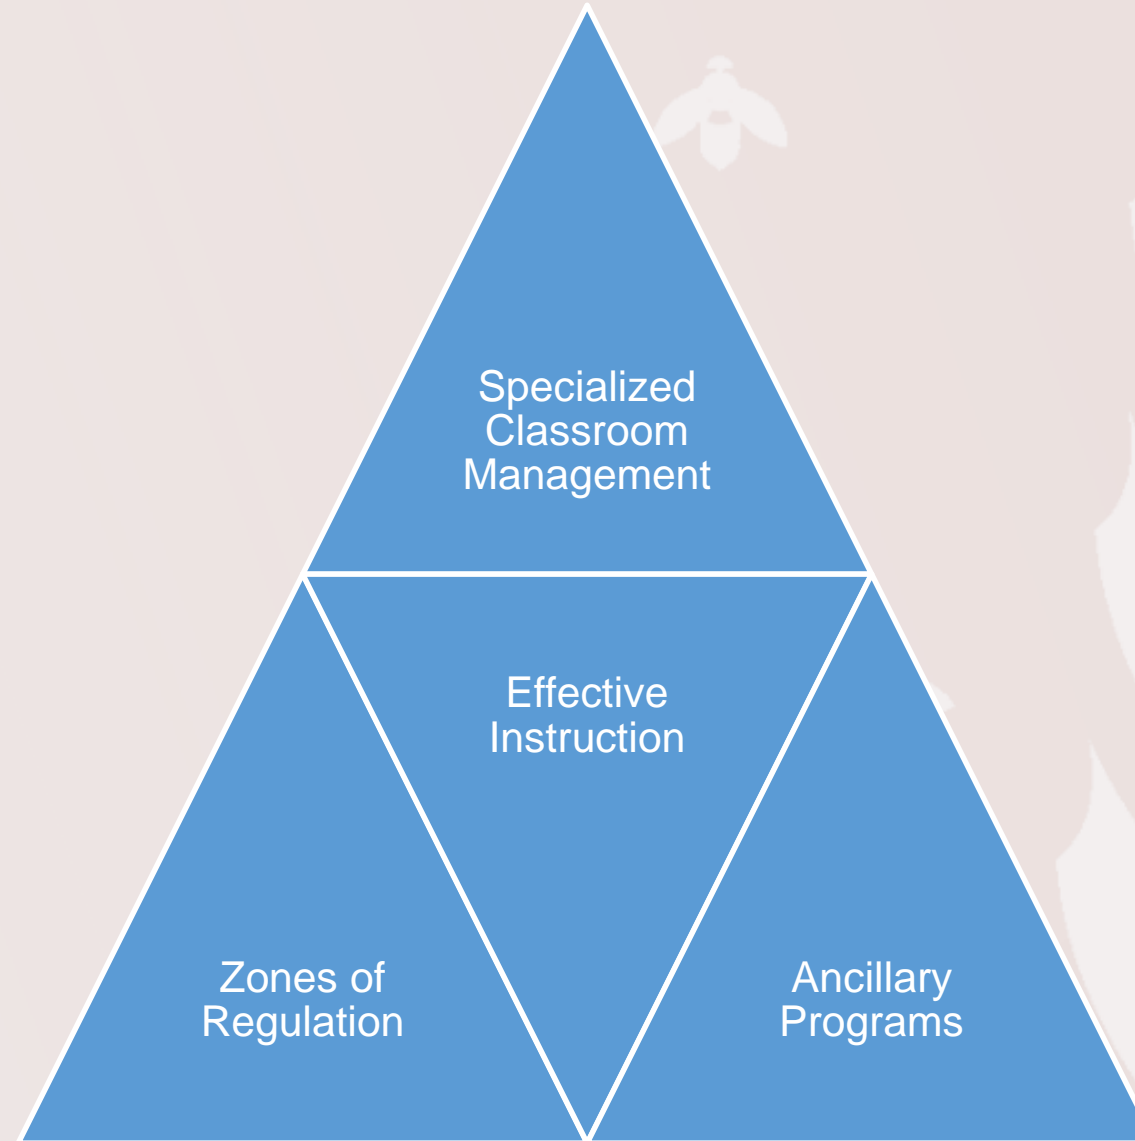 Specialized
Classroom
Management
Effective
Instruction
Zones of
Regulation
Ancillary
Programs